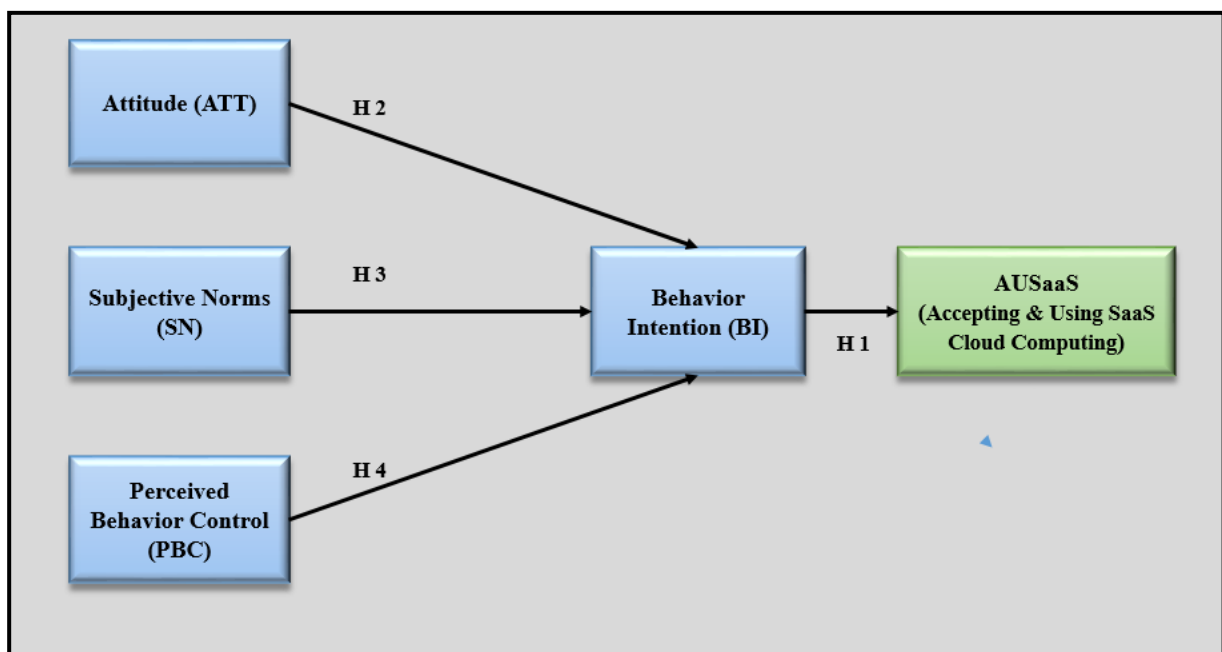 Attitude (ATT)
H 2
Subjective Norms
(SN)
H 3
Behavior
Intention (BI)
H 1
AUSaaS
(Accepting & Using SaaS
Cloud Computing)
Perceived
Behavior Control
(PBC)
H 4